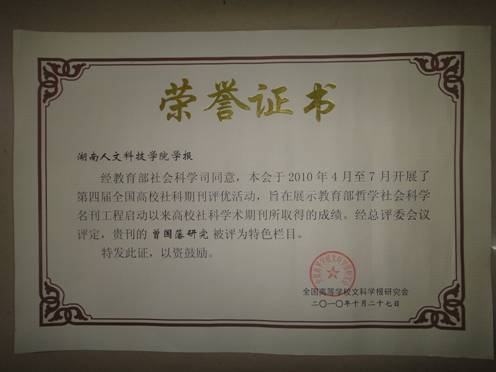 荣誉证书
湖南人文科技学院学报
经教育部社会科学司同意，本会于2010年4月至7月开展了
第四届全国高校社科期刊评优活动，旨在展示教育部哲学社会科学
名刊工程启动以来高校社科学术期刊所取得的成绩。经总评委会议
评定，贵刊的 曾国藩研究 被评为特色栏目。
特发此证，以资鼓励。
全国高等学校文科学报研究会
二〇一〇年十月二十七日